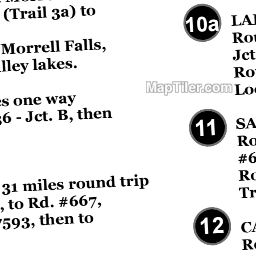 (Trail 3a) to
Morrell Falls,
lley lakes.
es one way
36 - Jct. B, then
31 miles round trip
, to Rd. #667,
7593, then to
10a
LA
Rou
Jct
Ro
Loo
MapTiler.com
11
SA
Ro
#6
Ro
Tr
12
CA
Ro